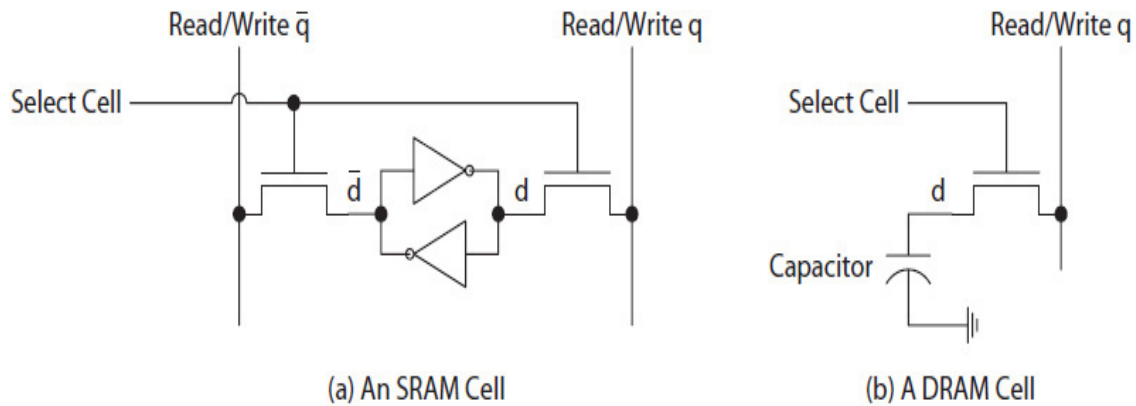 Read/Write q̅
Read/Write q
Read/Write q
Select Cell
Select Cell
d̅
d
d
Capacitor
(a) An SRAM Cell
(b) A DRAM Cell